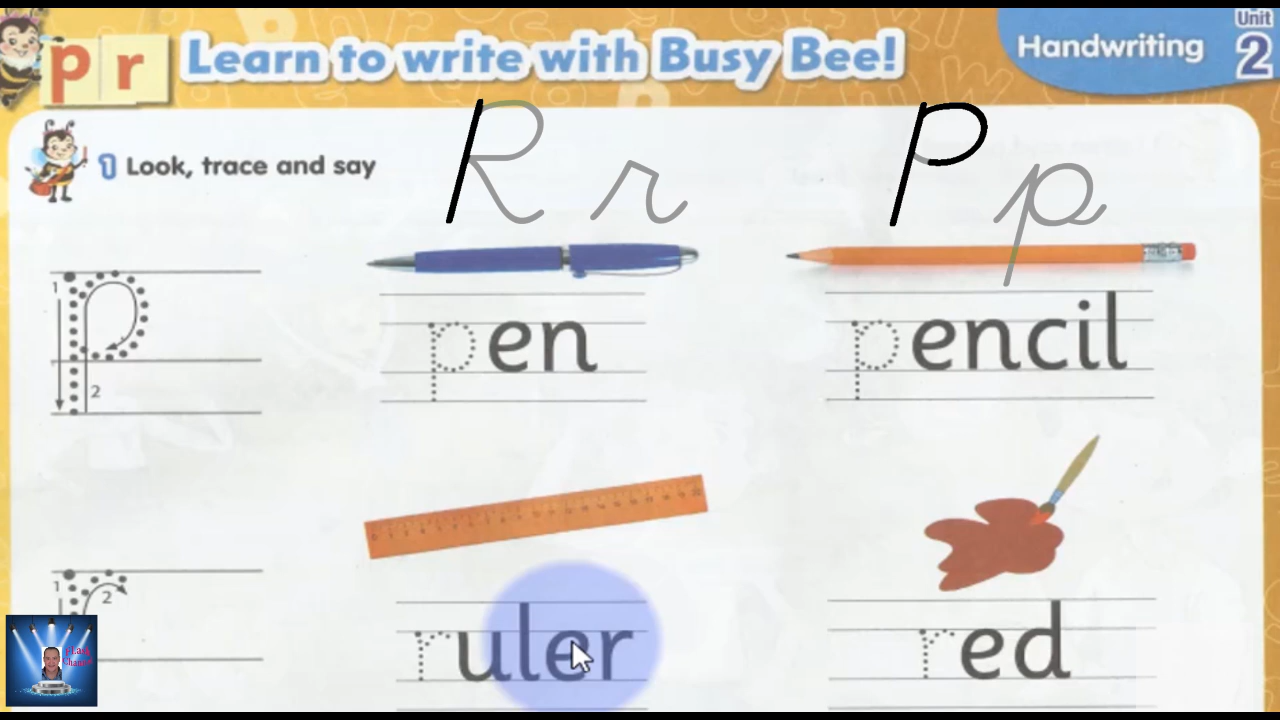 p r Learn to write with Busy Bee! Handwriting Unit 2
1 Look, trace and say
R r P p
1 p 2
pen pencil
1 r 2
ruler red